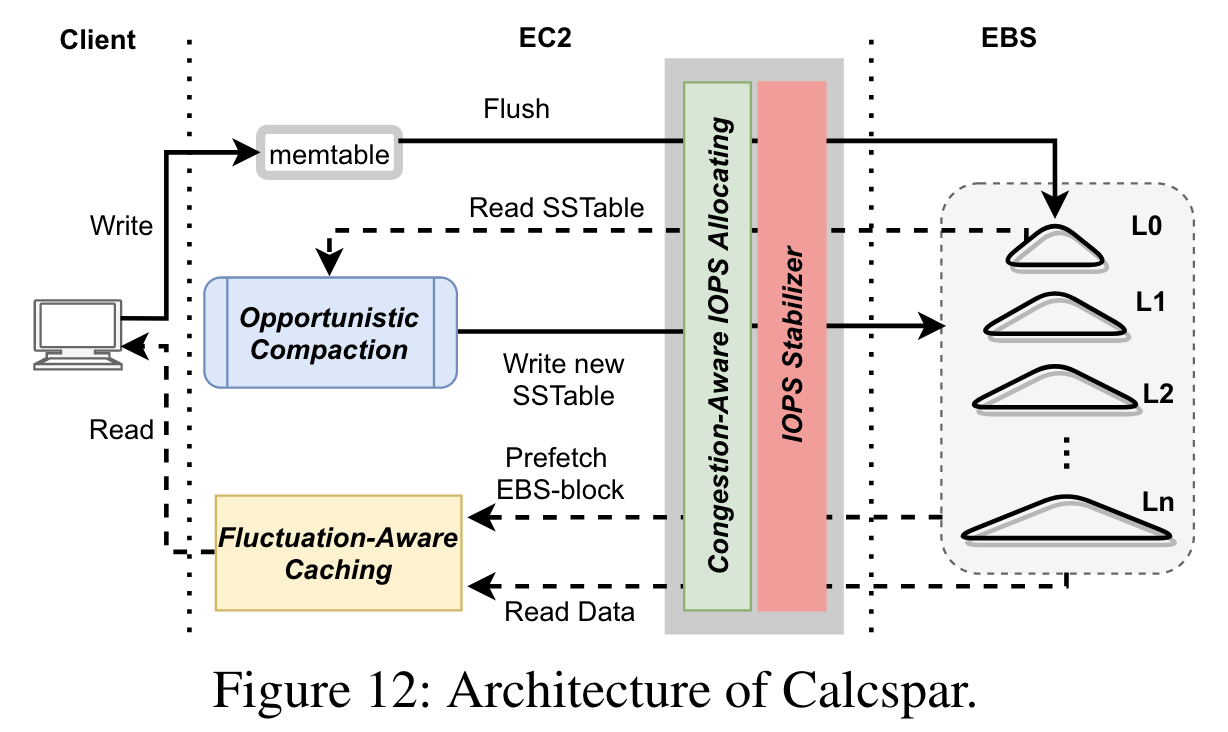 Client
EC2
EBS
Flush
memtable
Read SSTable
Write
L0
Opportunistic
Compaction
L1
Write new
SSTable
L2
Read
Prefetch
EBS-block
Ln
Fluctuation-Aware
Caching
Read Data
Congestion-Aware IOPS Allocating
IOPS Stabilizer
Figure 12: Architecture of Calcspar.